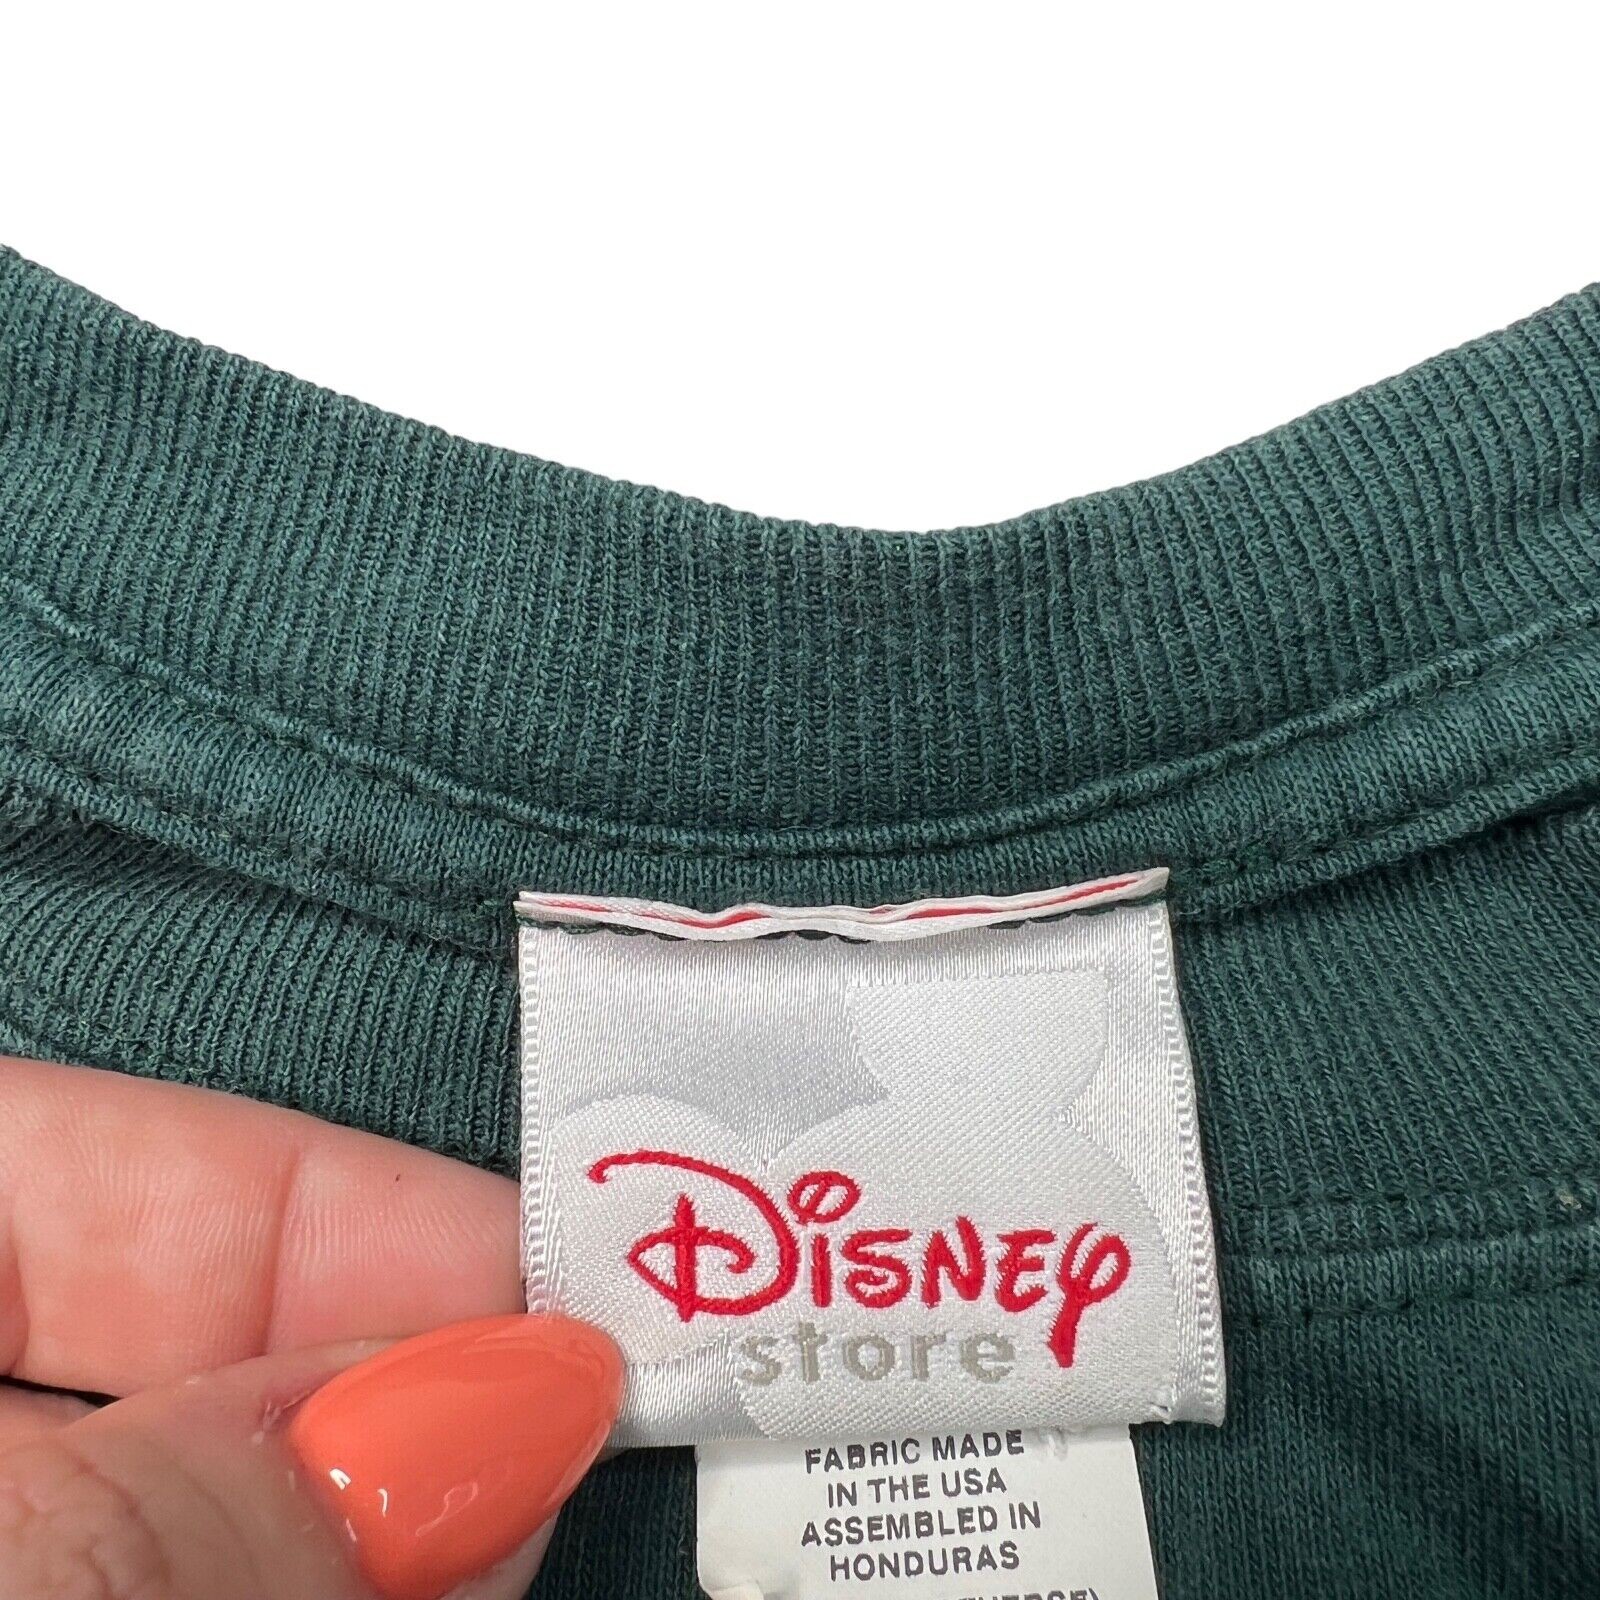 Disney
store
FABRIC MADE
IN THE USA
ASSEMBLED IN
HONDURAS